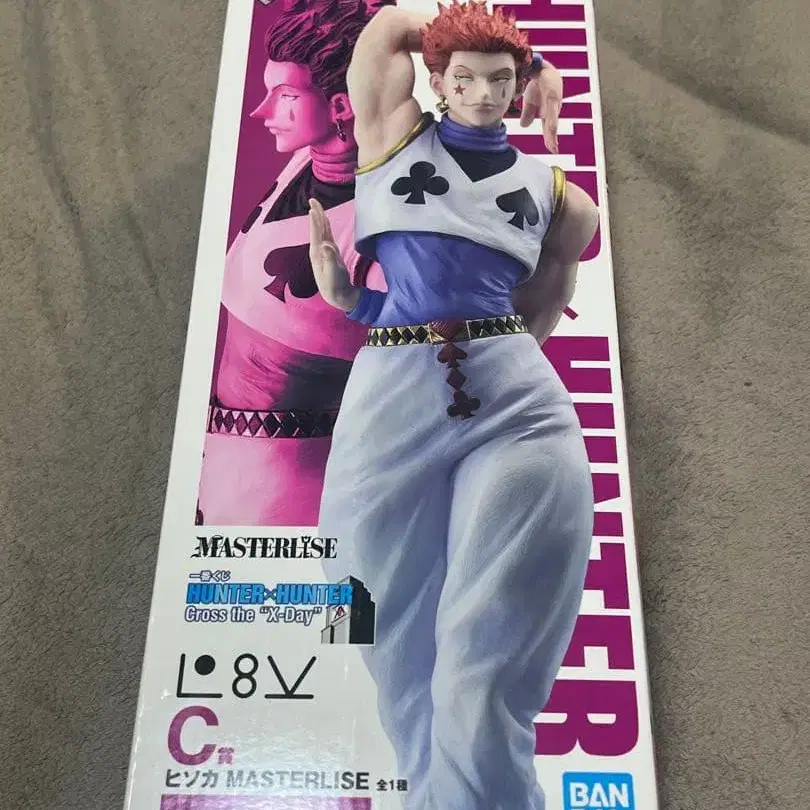 HUNTER × HUNTER
MASTERLISE
一番くじ
HUNTER×HUNTER
Cross the "X-Day"
C賞
ヒソカ MASTERLISE 全1種
BAN